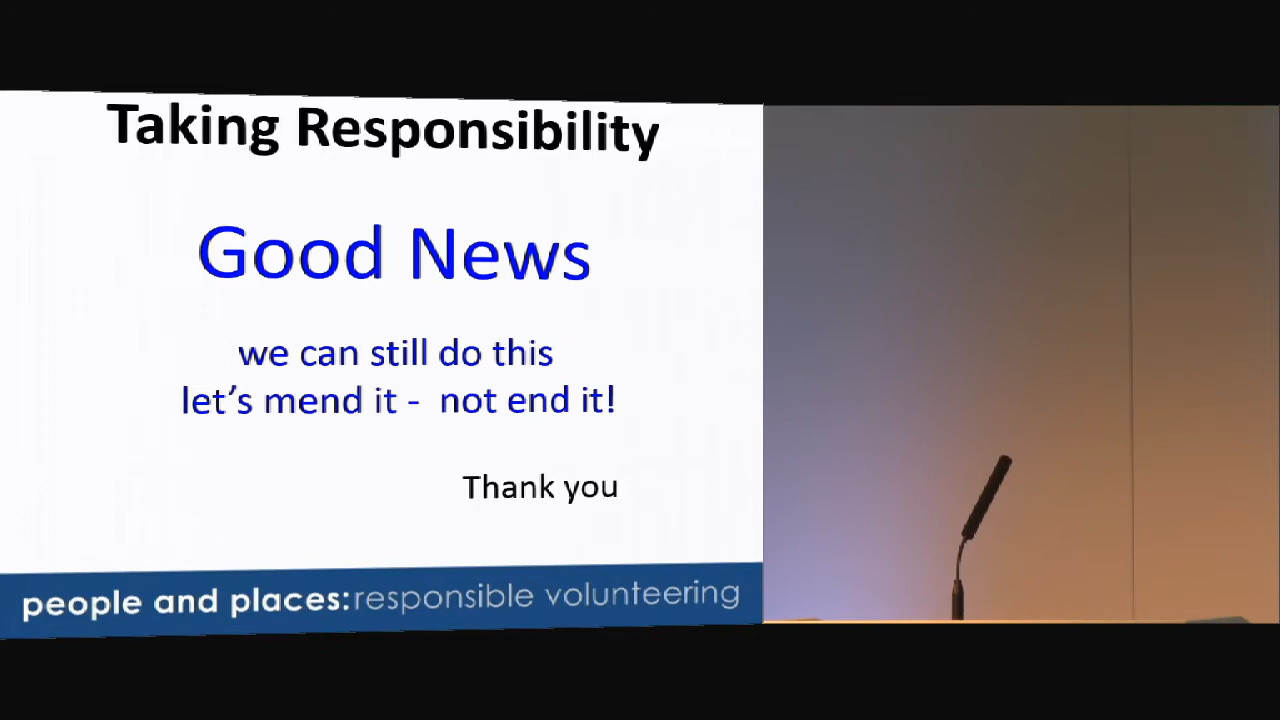 Taking Responsibility
Good News
we can still do this
let's mend it - not end it!
Thank you
people and places:responsible volunteering